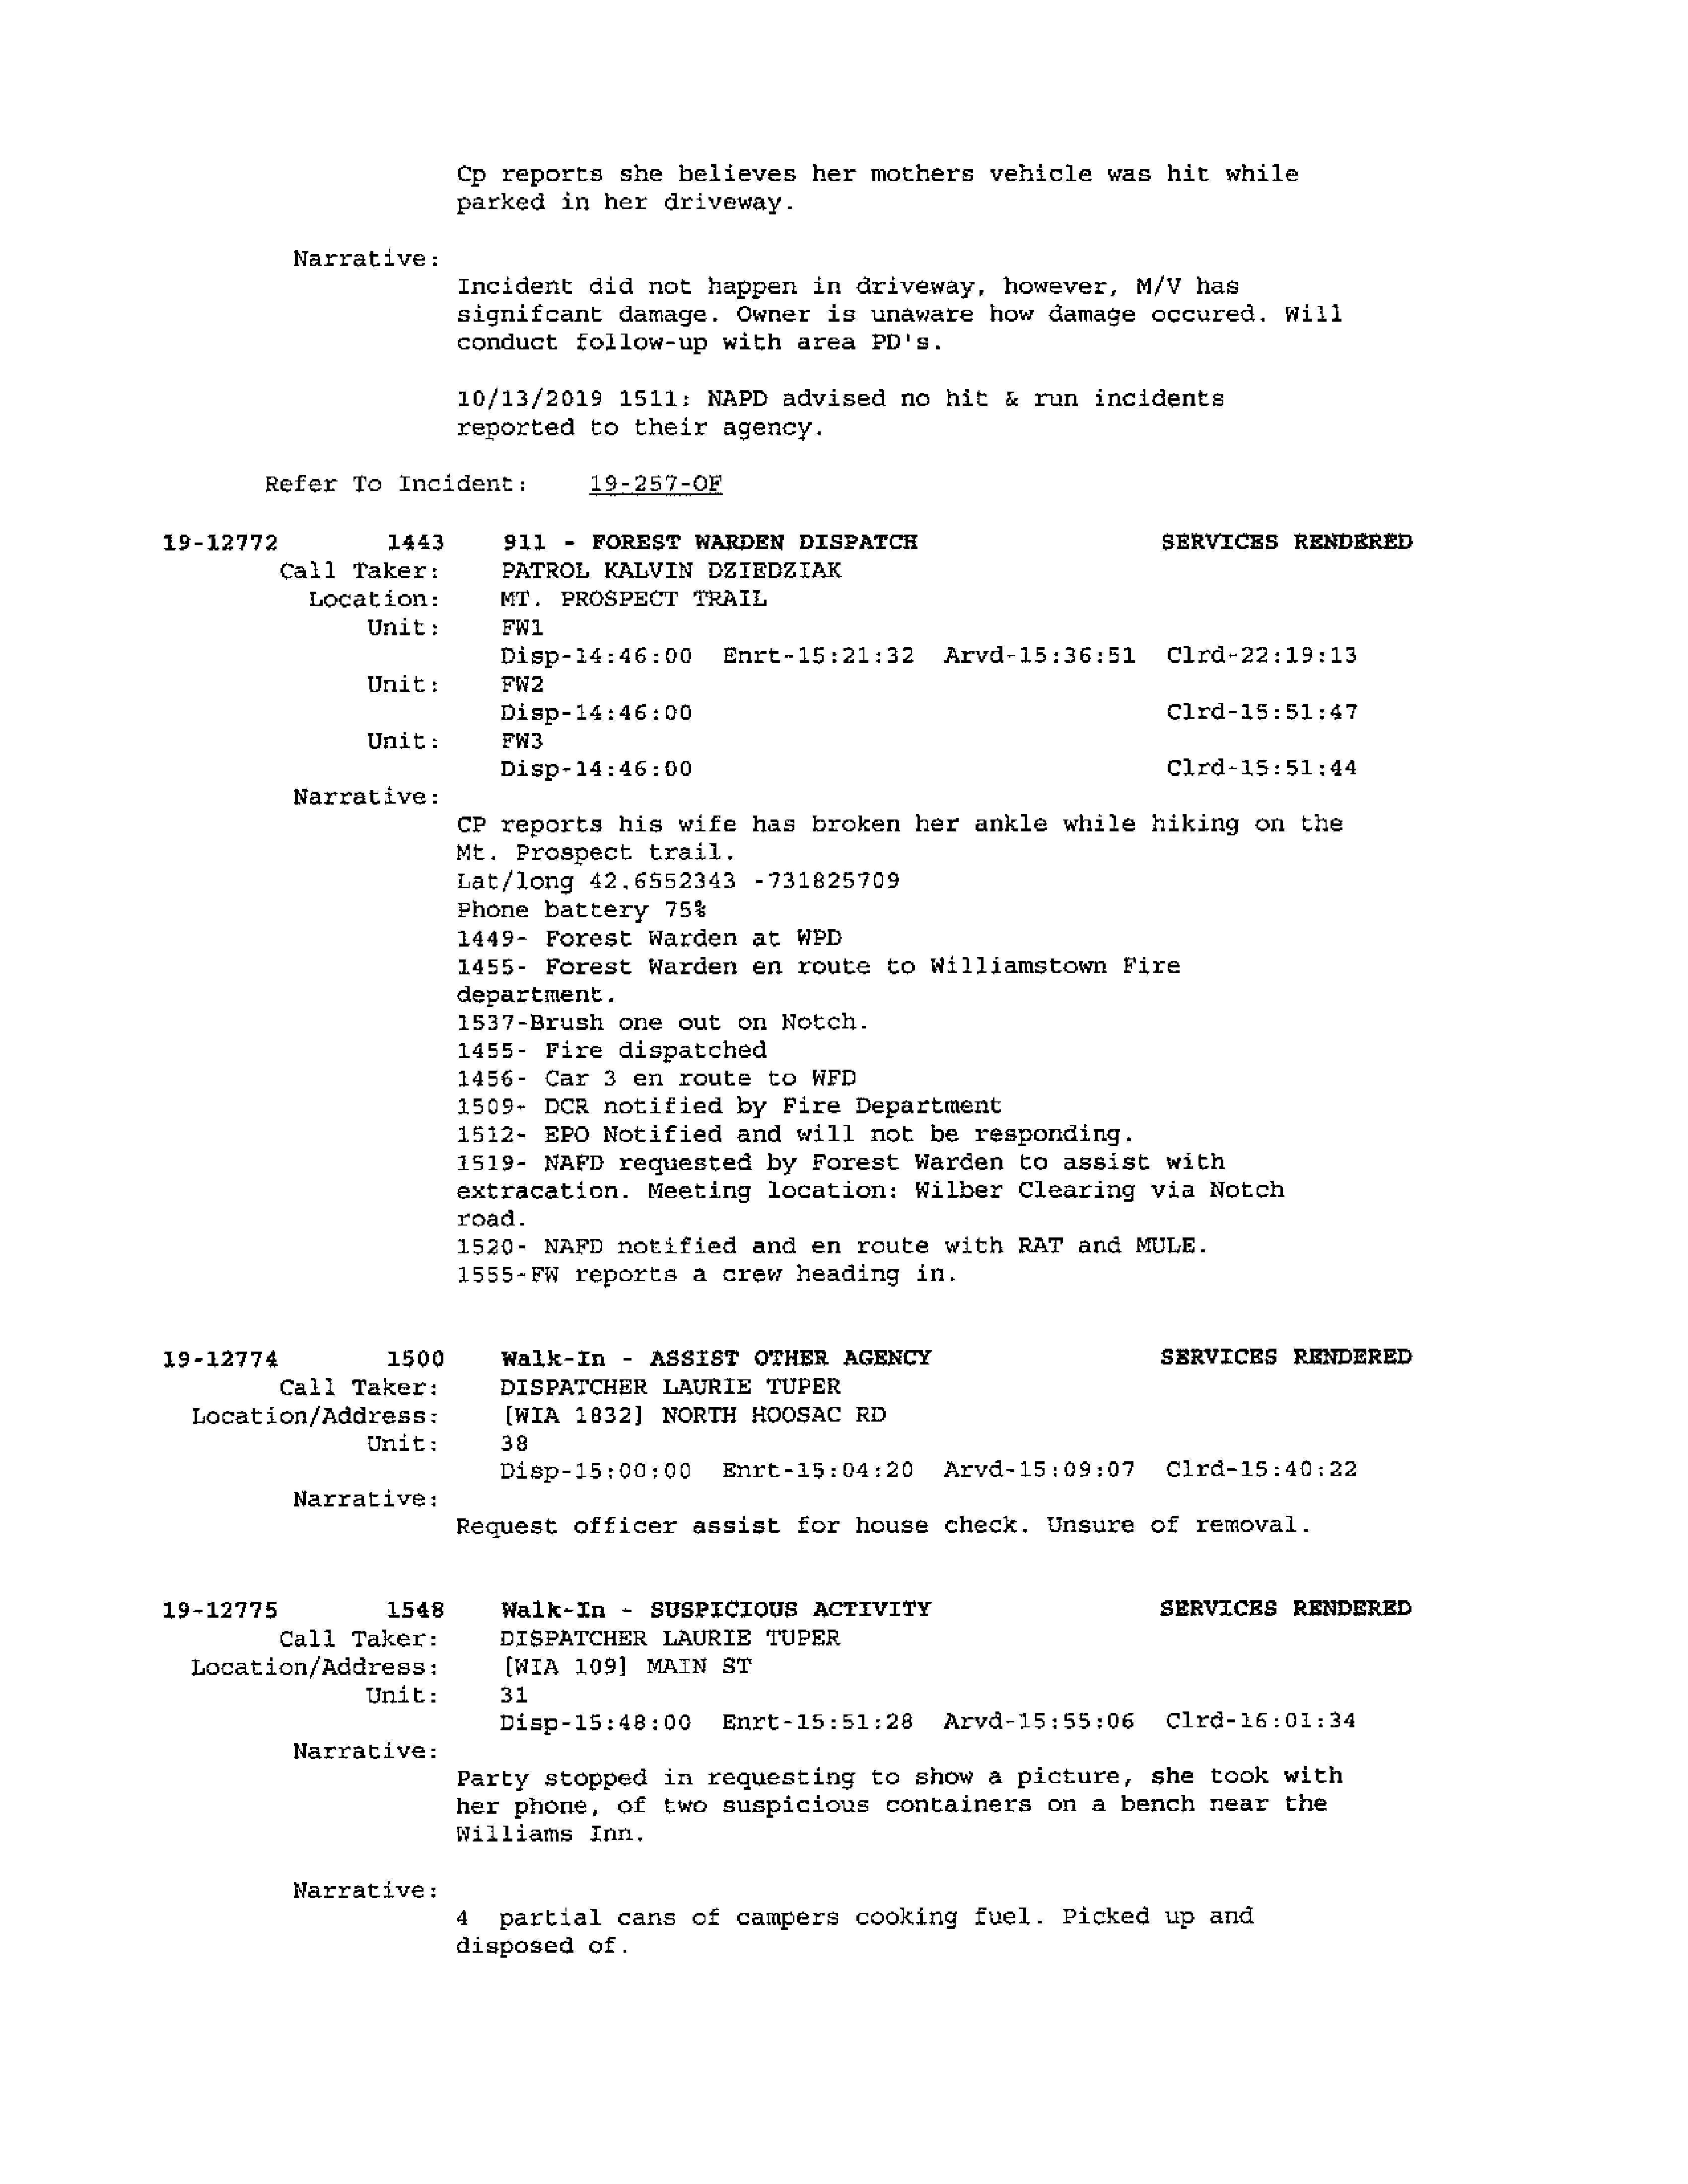 Cp reports she believes her mothers vehicle was hit while
parked in her driveway.
Narrative:
Incident did not happen in driveway, however, M/V has
signifcant damage. Owner is unaware how damage occured. Will
conduct follow-up with area PD's.
10/13/2019 1511: NAPD advised no hit & run incidents
reported to their agency.
Refer To Incident: 19-257-OF
19-12772 1443 911 - FOREST WARDEN DISPATCH SERVICES RENDERED
Call Taker: PATROL KALVIN DZIEDZIAK
Location: MT. PROSPECT TRAIL
Unit: FW1
Disp-14:46:00 Enrt-15:21:32 Arvd-15:36:51 Clrd-22:19:13
Unit: FW2
Disp-14:46:00 Clrd-15:51:47
Unit: FW3
Disp-14:46:00 Clrd-15:51:44
Narrative:
CP reports his wife has broken her ankle while hiking on the
Mt. Prospect trail.
Lat/long 42.6552343 -731825709
Phone battery 75%
1449- Forest Warden at WPD
1455- Forest Warden en route to Williamstown Fire
department.
1537-Brush one out on Notch.
1455- Fire dispatched
1456- Car 3 en route to WFD
1509- DCR notified by Fire Department
1512- EPO Notified and will not be responding.
1519- NAFD requested by Forest Warden to assist with
extracation. Meeting location: Wilber Clearing via Notch
road.
1520- NAFD notified and en route with RAT and MULE.
1555-FW reports a crew heading in.
19-12774 1500 Walk-In - ASSIST OTHER AGENCY SERVICES RENDERED
Call Taker: DISPATCHER LAURIE TUPER
Location/Address: [WIA 1832] NORTH HOOSAC RD
Unit: 38
Disp-15:00:00 Enrt-15:04:20 Arvd-15:09:07 Clrd-15:40:22
Narrative:
Request officer assist for house check. Unsure of removal.
19-12775 1548 Walk-In - SUSPICIOUS ACTIVITY SERVICES RENDERED
Call Taker: DISPATCHER LAURIE TUPER
Location/Address: [WIA 109] MAIN ST
Unit: 31
Disp-15:48:00 Enrt-15:51:28 Arvd-15:55:06 Clrd-16:01:34
Narrative:
Party stopped in requesting to show a picture, she took with
her phone, of two suspicious containers on a bench near the
Williams Inn.
Narrative:
4 partial cans of campers cooking fuel. Picked up and
disposed of.